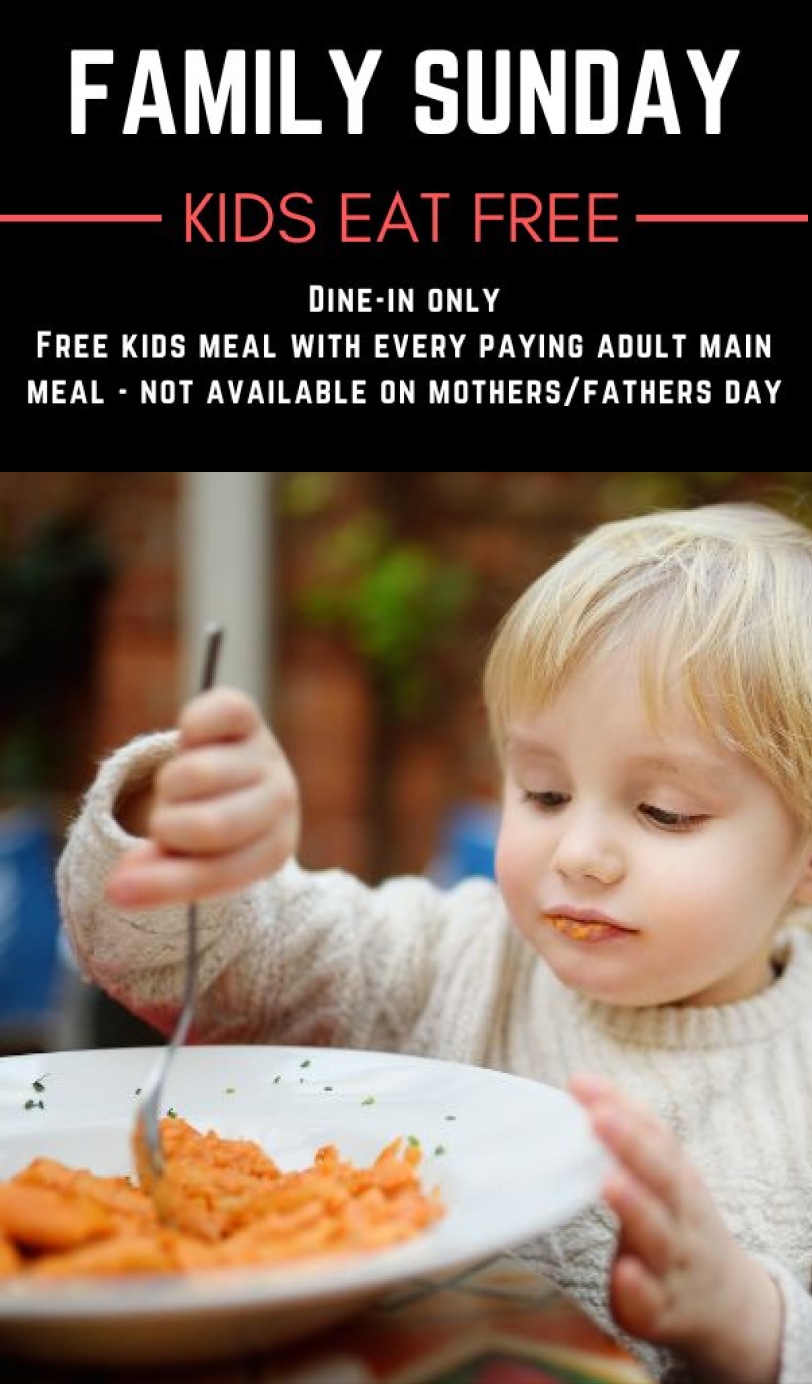 FAMILY SUNDAY
KIDS EAT FREE
DINE-IN ONLY
FREE KIDS MEAL WITH EVERY PAYING ADULT MAIN
MEAL - NOT AVAILABLE ON MOTHERS/FATHERS DAY